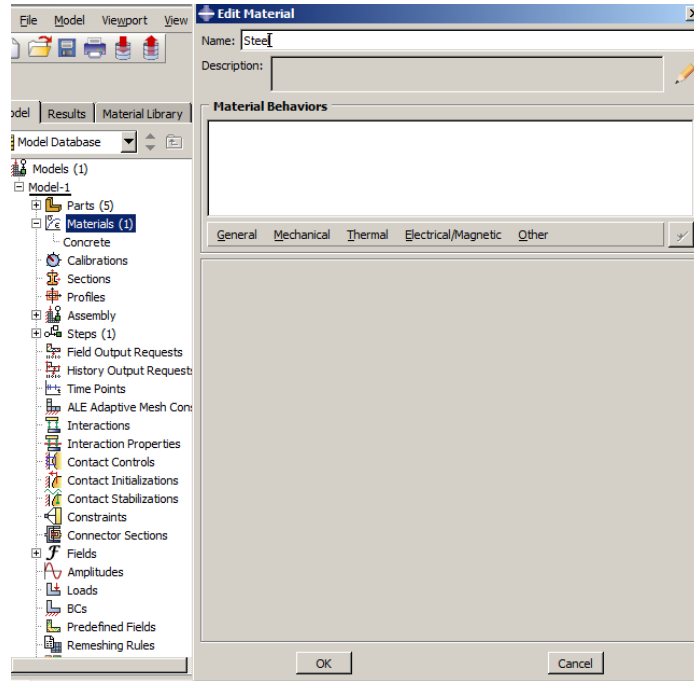 File Model Viewport View
Edit Material
Name: Steel
Description:
Material Behaviors
General Mechanical Thermal Electrical/Magnetic Other
OK Cancel
Results Material Library
Model Database
Models (1)
Model-1
Parts (5)
Materials (1)
Concrete
Calibrations
Sections
Profiles
Assembly
Steps (1)
Field Output Requests
History Output Requests
Time Points
ALE Adaptive Mesh Con
Interactions
Interaction Properties
Contact Controls
Contact Initializations
Contact Stabilizations
Constraints
Connector Sections
Fields
Amplitudes
Loads
BCs
Predefined Fields
Remeshing Rules